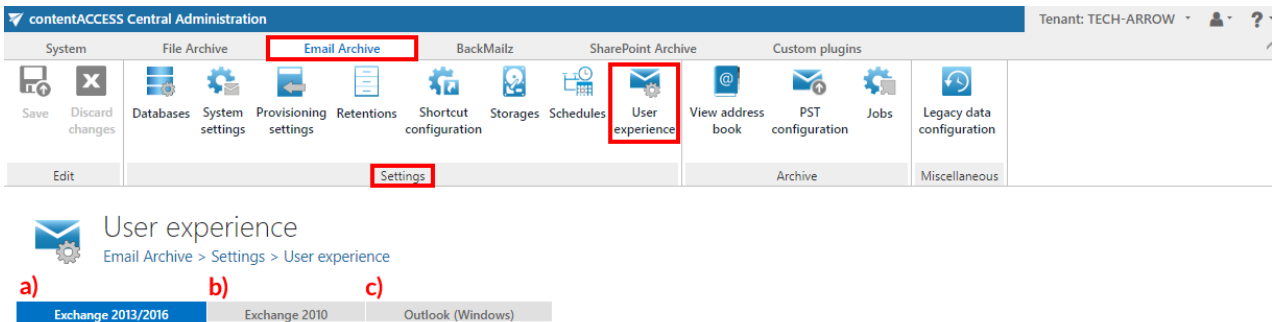 contentACCESS Central Administration Tenant: TECH-ARROW ?
System File Archive Email Archive BackMailz SharePoint Archive Custom plugins
Save Discard changes Databases System settings Provisioning settings Retentions Shortcut configuration Storages Schedules User experience View address book PST configuration Jobs Legacy data configuration
Edit Settings Archive Miscellaneous
User experience
Email Archive > Settings > User experience
a) b) c)
Exchange 2013/2016 Exchange 2010 Outlook (Windows)